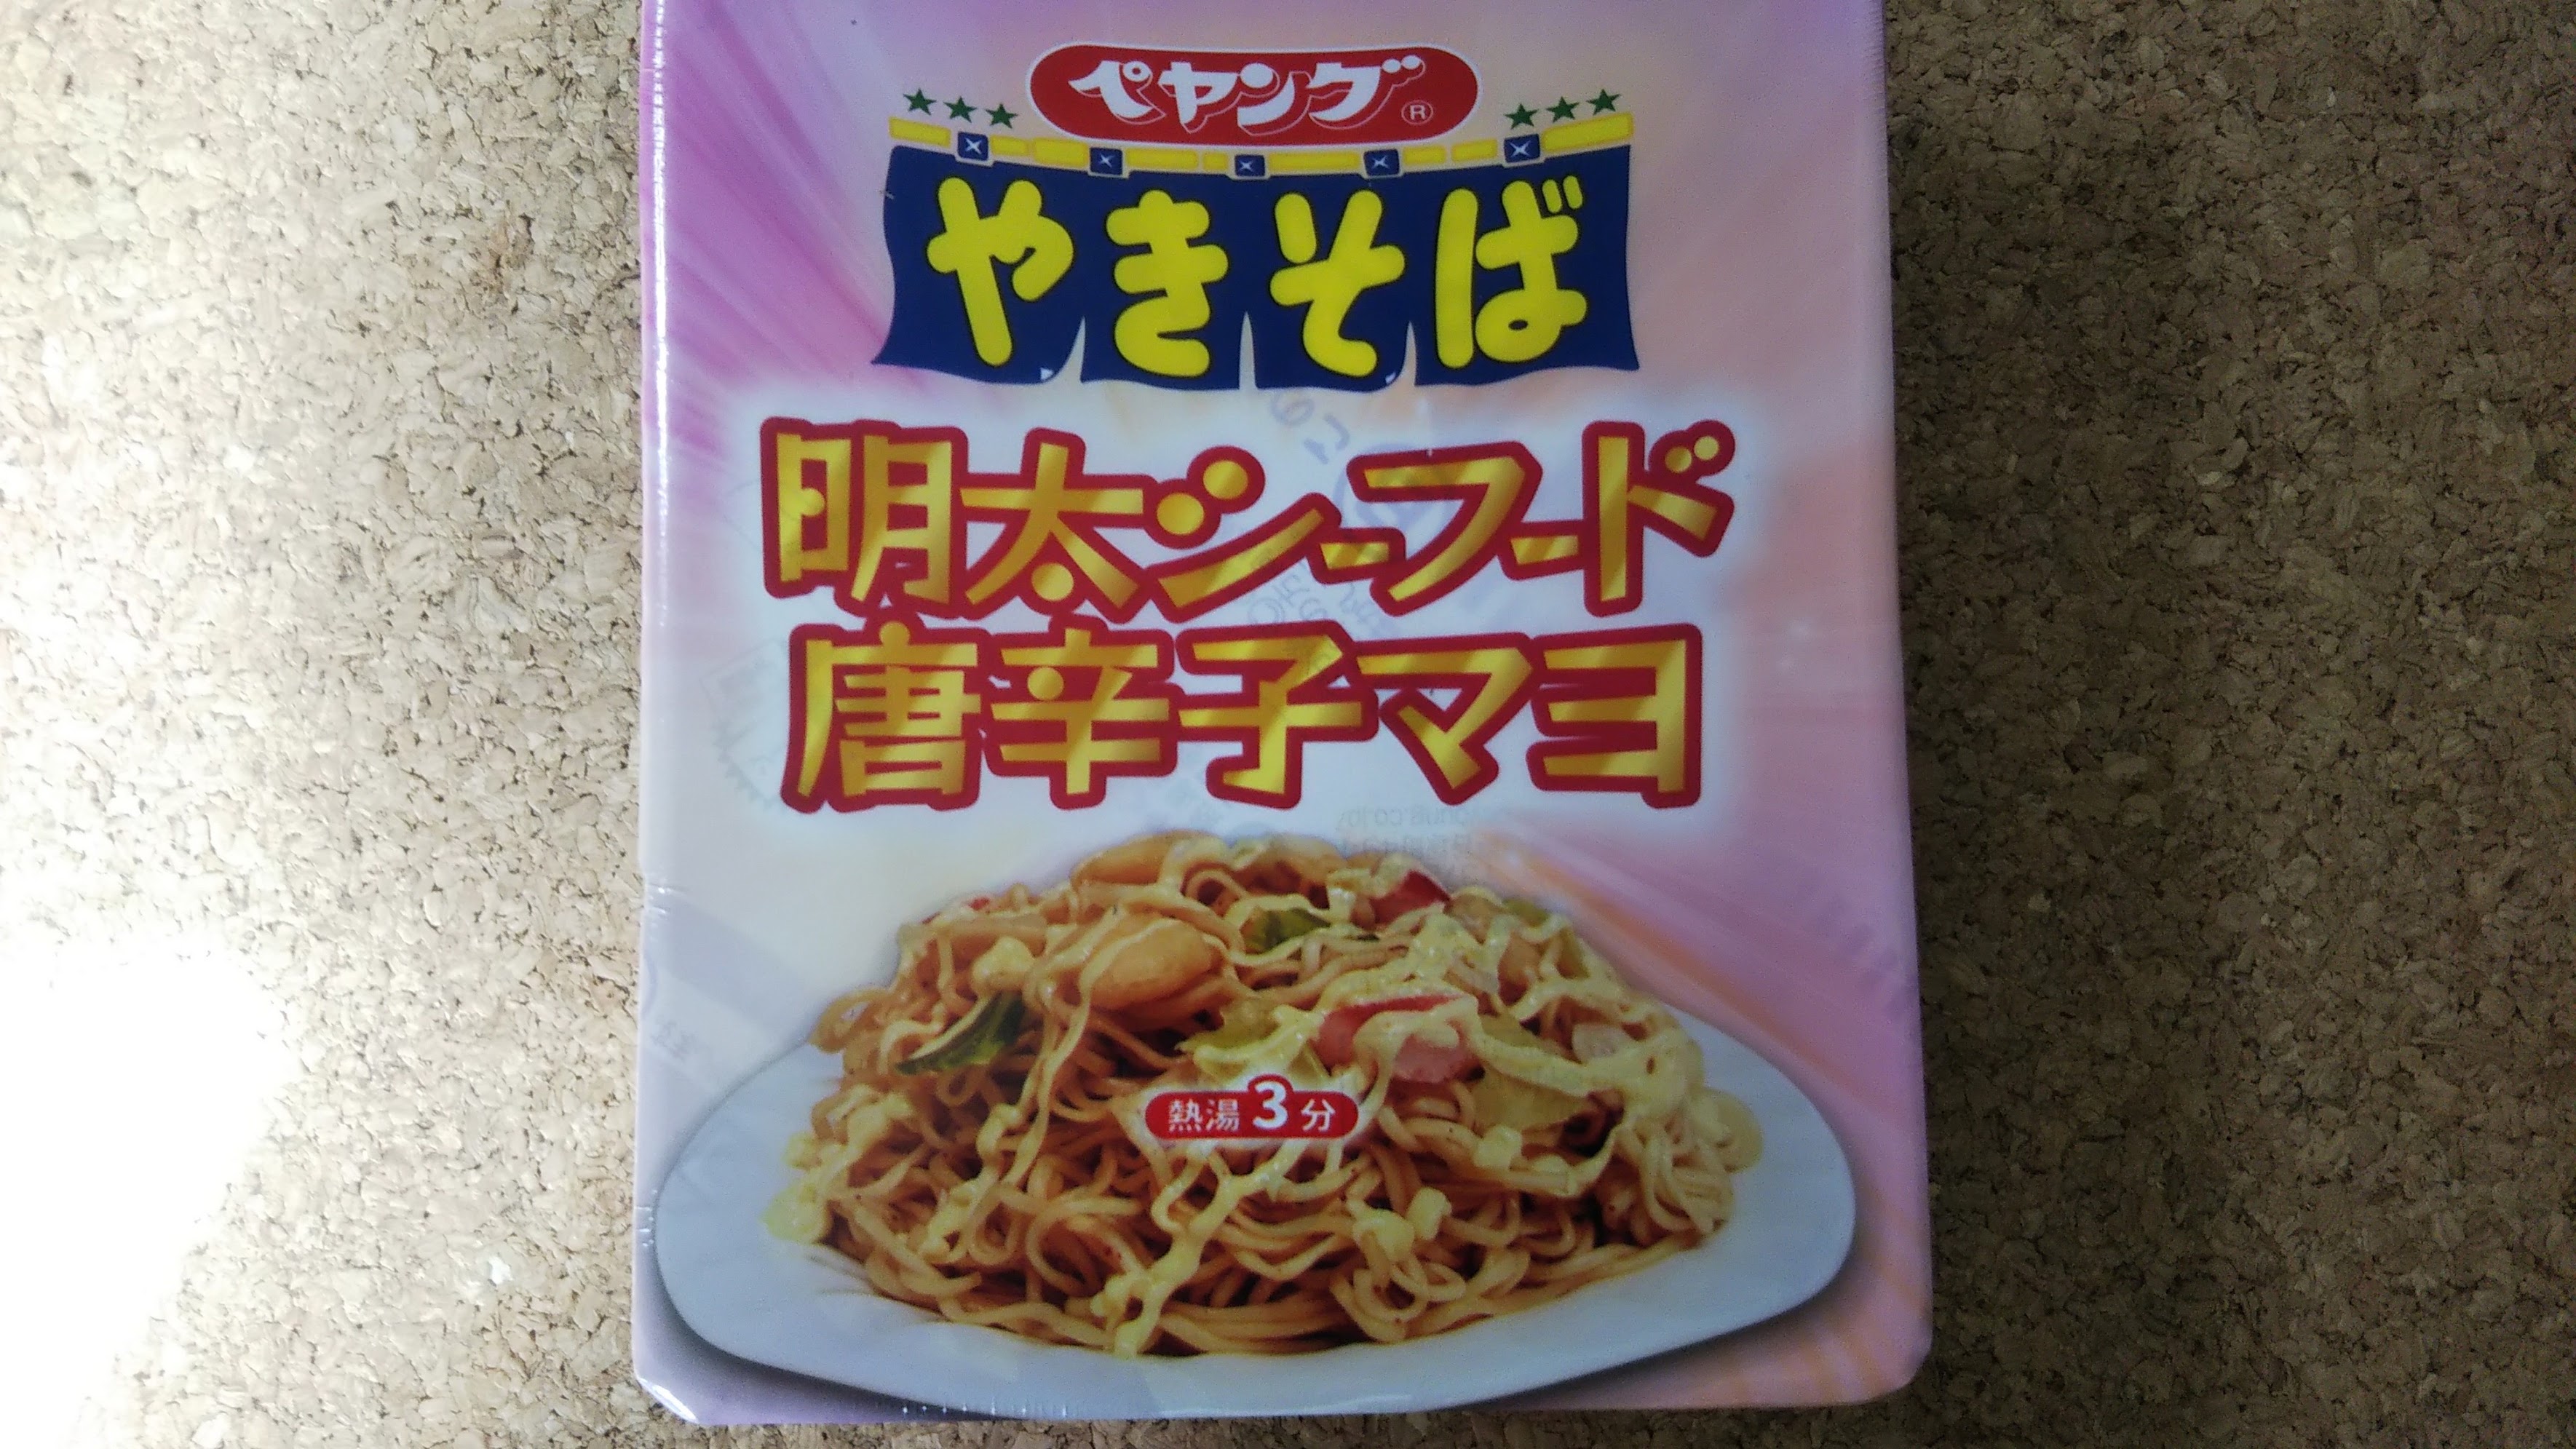 ペヤング®
やきそば
明太シーフード
唐辛子マヨ
熱湯3分